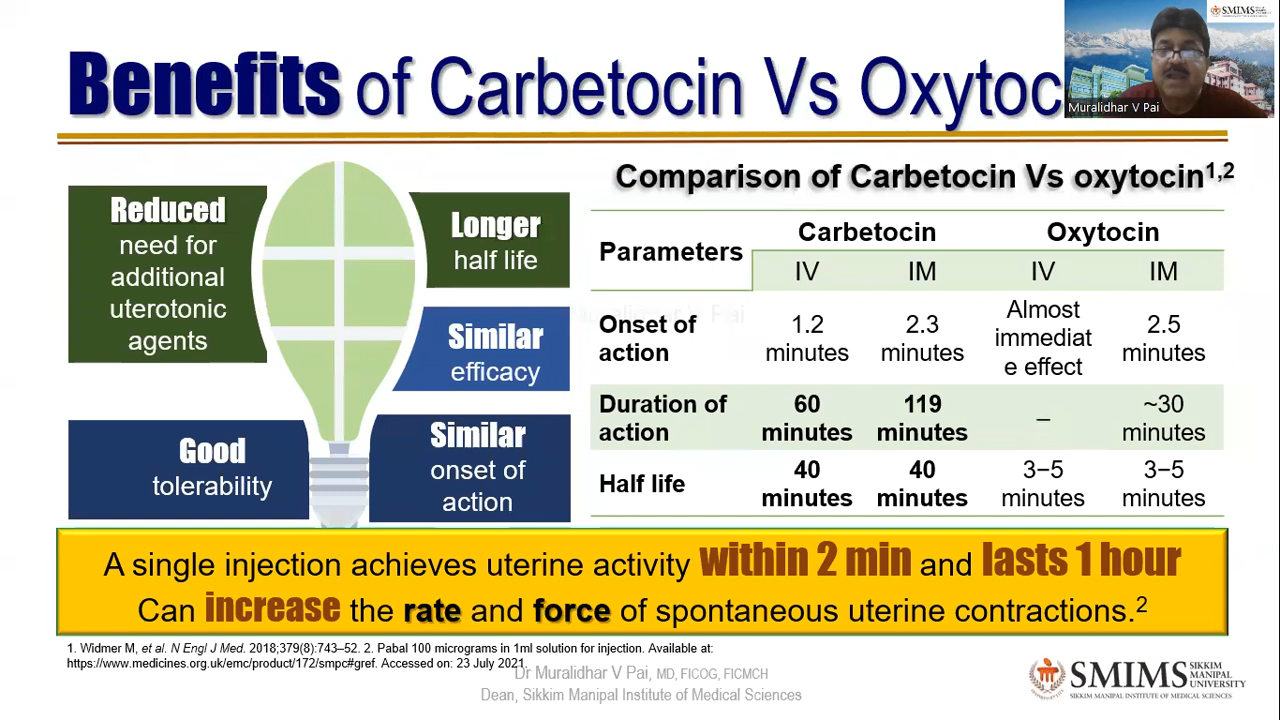 Benefits of Carbetocin Vs Oxytoc
SMIMS
Muralidhar V Pai
Reduced
need for
additional
uterotonic
agents
Longer
half life
Similar
efficacy
Good
tolerability
Similar
onset of
action
Comparison of Carbetocin Vs oxytocin1,2
Parameters Carbetocin Oxytocin
IV IM IV IM
Onset of action 1.2 minutes 2.3 minutes Almost immediat e effect 2.5 minutes
Duration of action 60 minutes 119 minutes – ~30 minutes
Half life 40 minutes 40 minutes 3–5 minutes 3–5 minutes
A single injection achieves uterine activity within 2 min and lasts 1 hour
Can increase the rate and force of spontaneous uterine contractions.2
1. Widmer M, et al. N Engl J Med. 2018;379(8):743–52. 2. Pabal 100 micrograms in 1ml solution for injection. Available at:
https://www.medicines.org.uk/emc/product/172/smpc#gref. Accessed on: 23 July 2021.
Dr Muralidhar V Pai, MD, FICOG, FICMCH
Dean, Sikkim Manipal Institute of Medical Sciences
SMIMS
SIKKIM
MANIPAL
UNIVERSITY
SIKKIM MANIPAL INSTITUTE OF MEDICAL SCIENCES